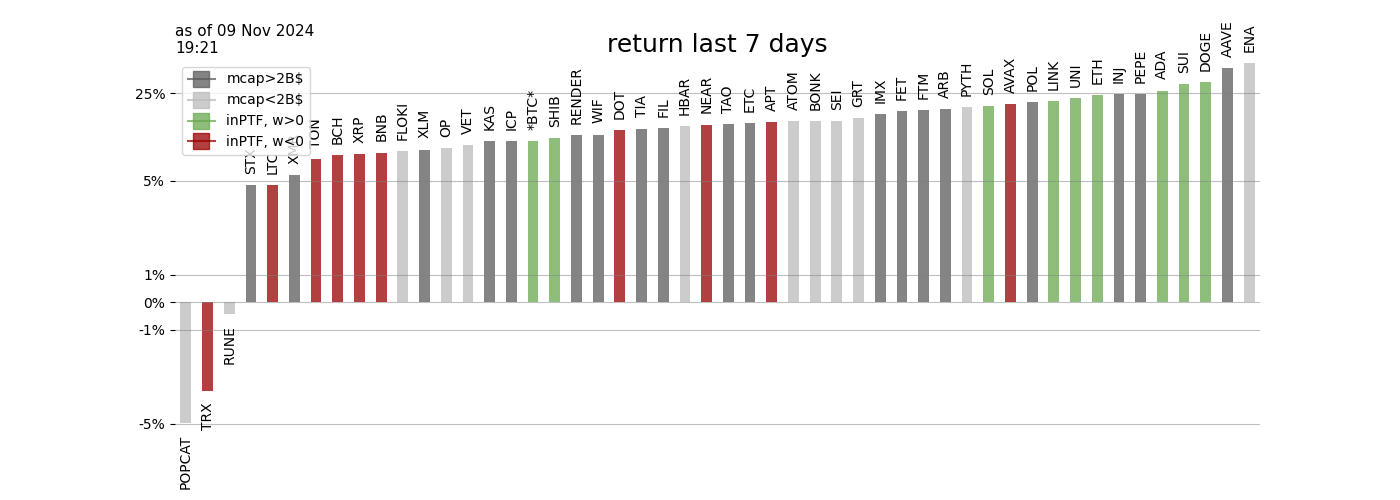 as of 09 Nov 2024
19:21
return last 7 days
mcap>2B$
mcap<2B$
inPTF, w>0
inPTF, w<0
25%
5%
1%
0%
-1%
-5%
POPCAT
TRX
RUNE
STX
LTC
XMR
TON
BCH
XRP
BNB
FLOKI
XLM
OP
VET
KAS
ICP
*BTC*
SHIB
RENDER
WIF
DOT
TIA
FIL
HBAR
NEAR
TAO
ETC
APT
ATOM
BONK
SEI
GRT
IMX
FET
FTM
ARB
PYTH
SOL
AVAX
POL
LINK
UNI
ETH
INJ
PEPE
ADA
SUI
DOGE
AAVE
ENA